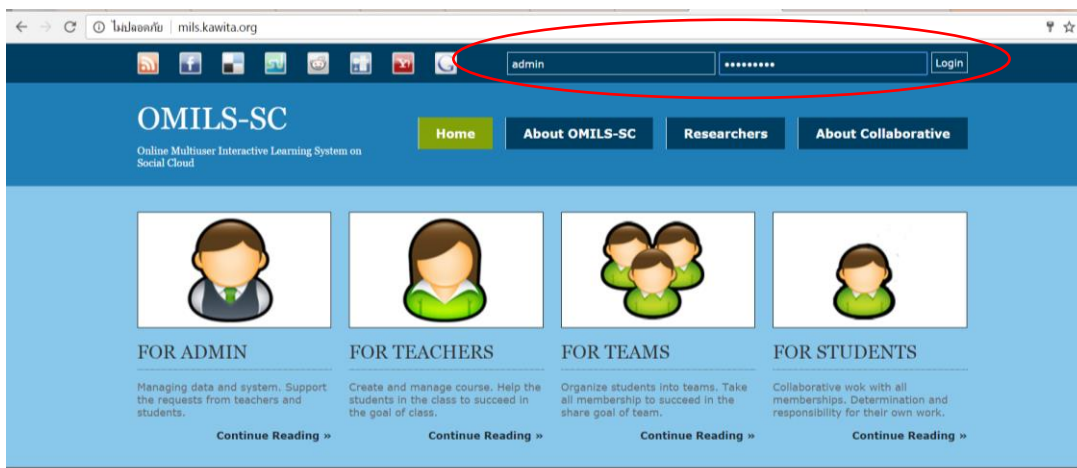 ไม่ปลอดภัย | mils.kawita.org
admin
•••••••••
Login
OMILS-SC
Online Multiuser Interactive Learning System on
Social Cloud
Home
About OMILS-SC
Researchers
About Collaborative
FOR ADMIN
Managing data and system. Support
the requests from teachers and
students.
Continue Reading »
FOR TEACHERS
Create and manage course. Help the
students in the class to succeed in
the goal of class.
Continue Reading »
FOR TEAMS
Organize students into teams. Take
all membership to succeed in the
share goal of team.
Continue Reading »
FOR STUDENTS
Collaborative wok with all
memberships. Determination and
responsibility for their own work.
Continue Reading »